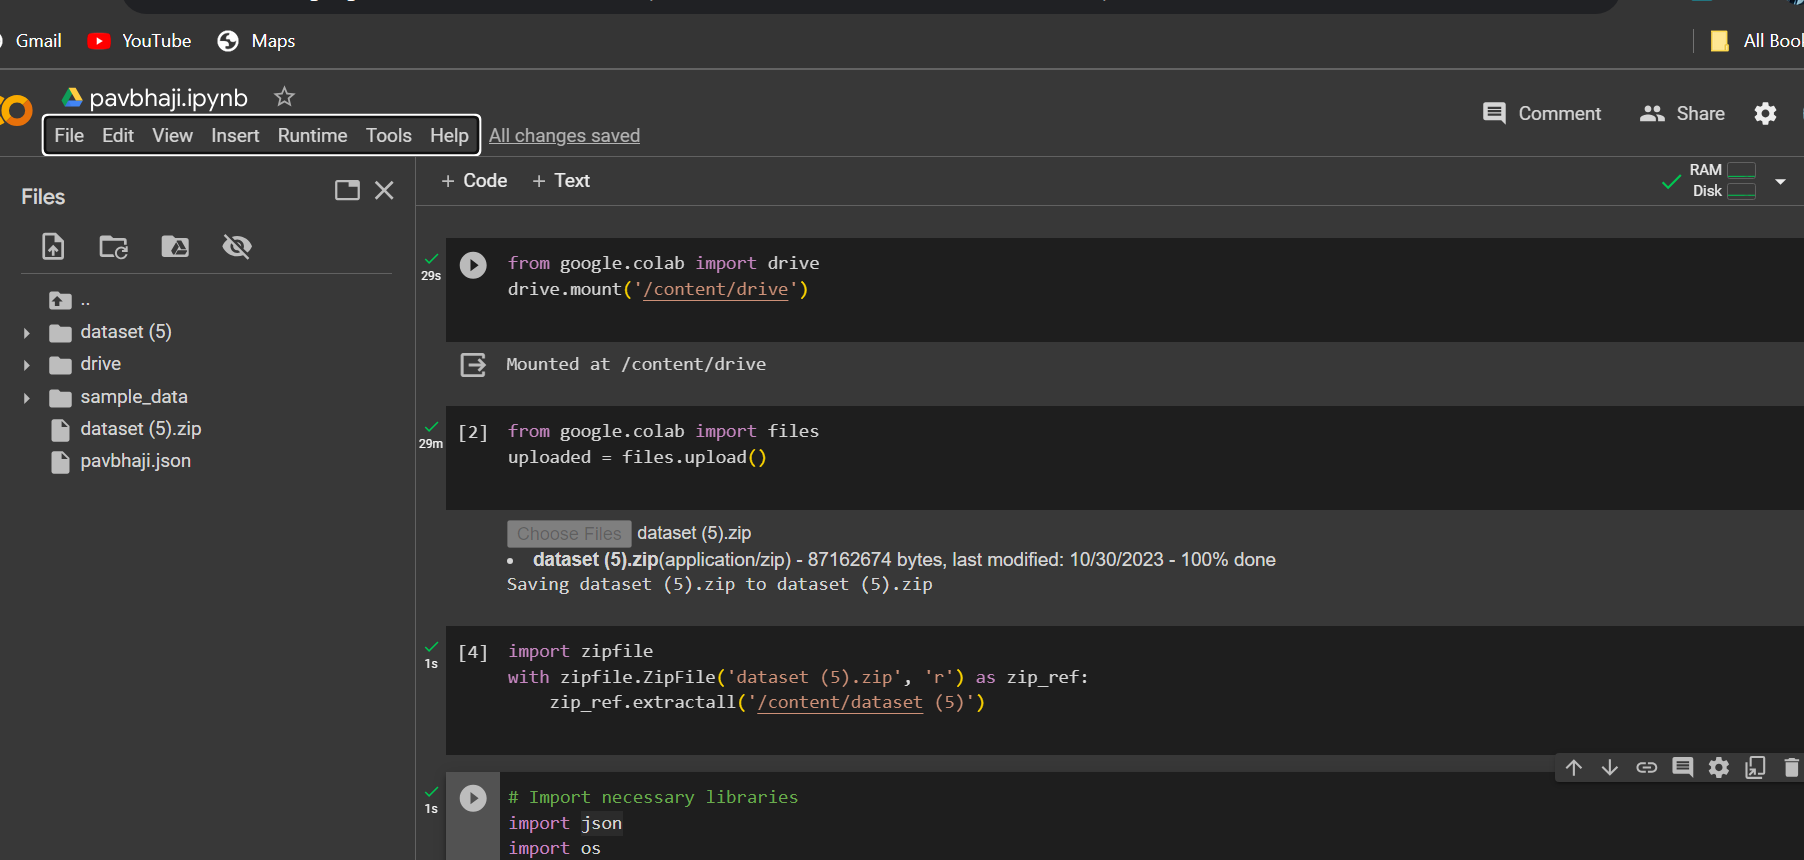 Gmail YouTube Maps All Book
pavbhaji.ipynb
File Edit View Insert Runtime Tools Help All changes saved
Comment Share
Files
+ Code + Text
RAM
Disk
..
dataset (5)
drive
sample_data
dataset (5).zip
pavbhaji.json
29s
from google.colab import drive
drive.mount('/content/drive')
Mounted at /content/drive
29m
[2] from google.colab import files
uploaded = files.upload()
Choose Files dataset (5).zip
• dataset (5).zip(application/zip) - 87162674 bytes, last modified: 10/30/2023 - 100% done
Saving dataset (5).zip to dataset (5).zip
1s
[4] import zipfile
with zipfile.ZipFile('dataset (5).zip', 'r') as zip_ref:
zip_ref.extractall('/content/dataset (5)')
1s
# Import necessary libraries
import json
import os